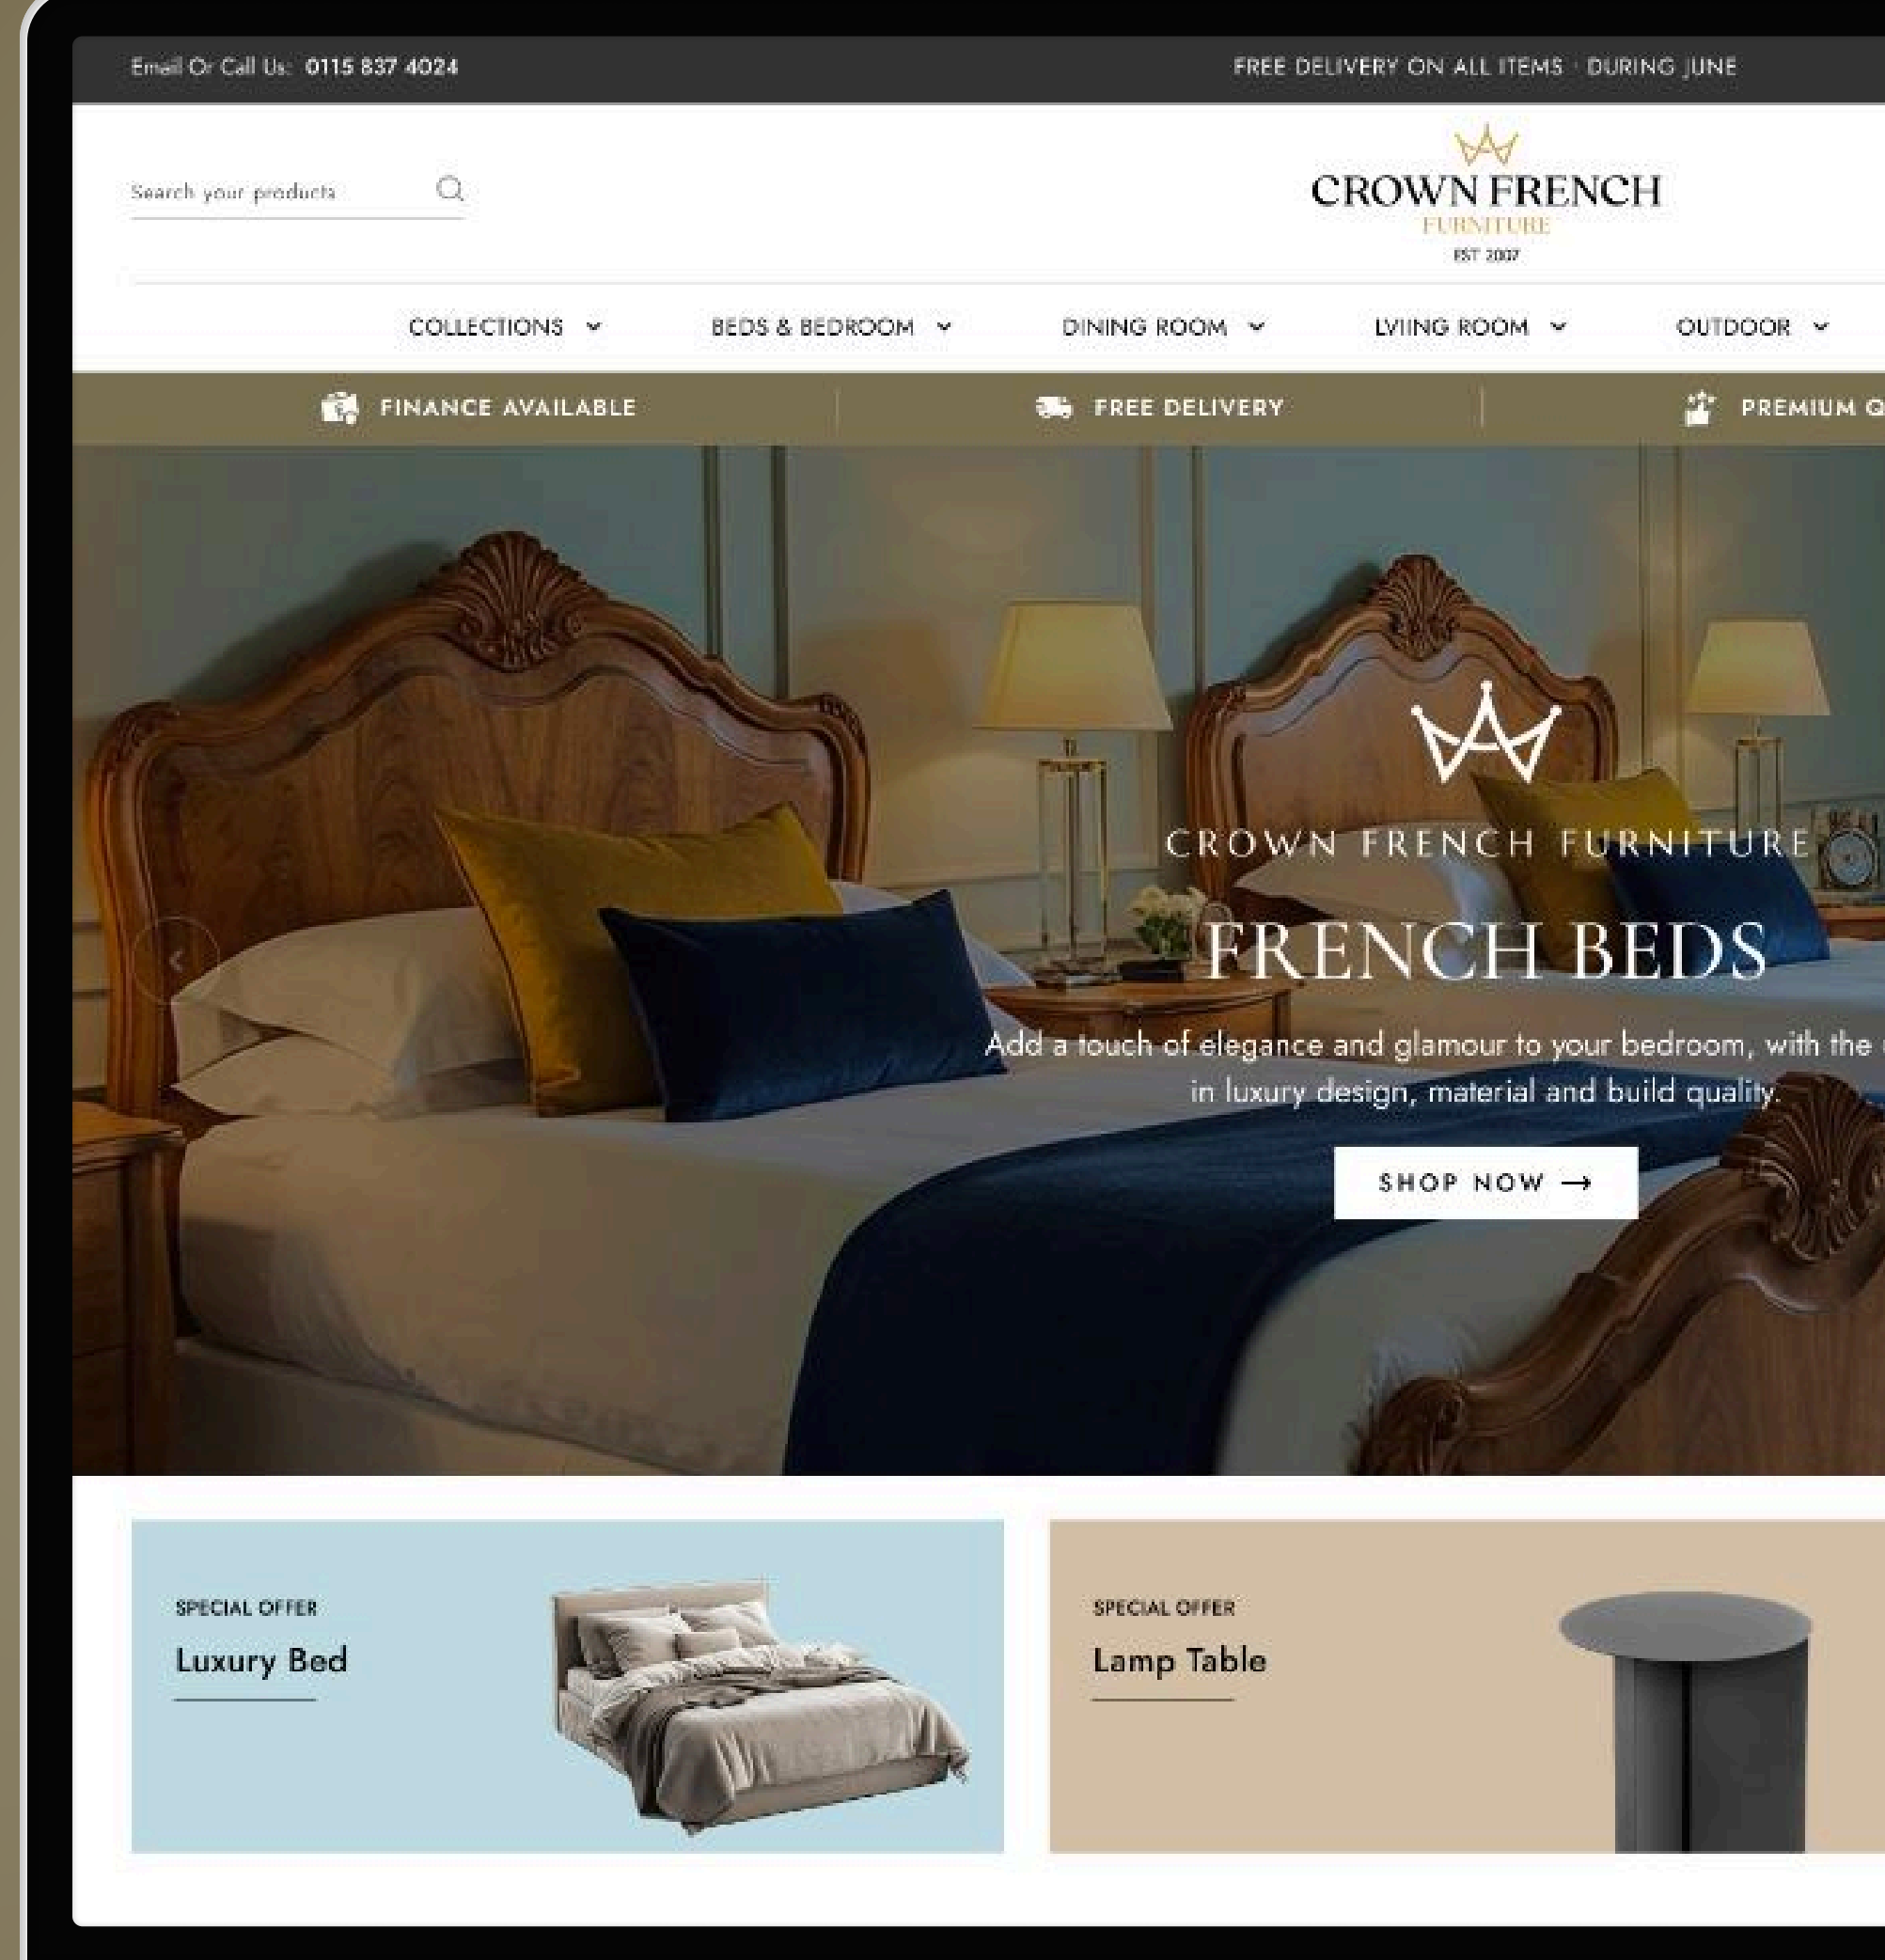 Email Or Call Us: 0115 837 4024
FREE DELIVERY ON ALL ITEMS · DURING JUNE
Search your products
CROWN FRENCH
FURNITURE
EST 2007
COLLECTIONS
BEDS & BEDROOM
DINING ROOM
LVIING ROOM
OUTDOOR
FINANCE AVAILABLE
FREE DELIVERY
PREMIUM Q
CROWN FRENCH FURNITURE
FRENCH BEDS
Add a touch of elegance and glamour to your bedroom, with the
in luxury design, material and build quality.
SHOP NOW →
SPECIAL OFFER
Luxury Bed
SPECIAL OFFER
Lamp Table